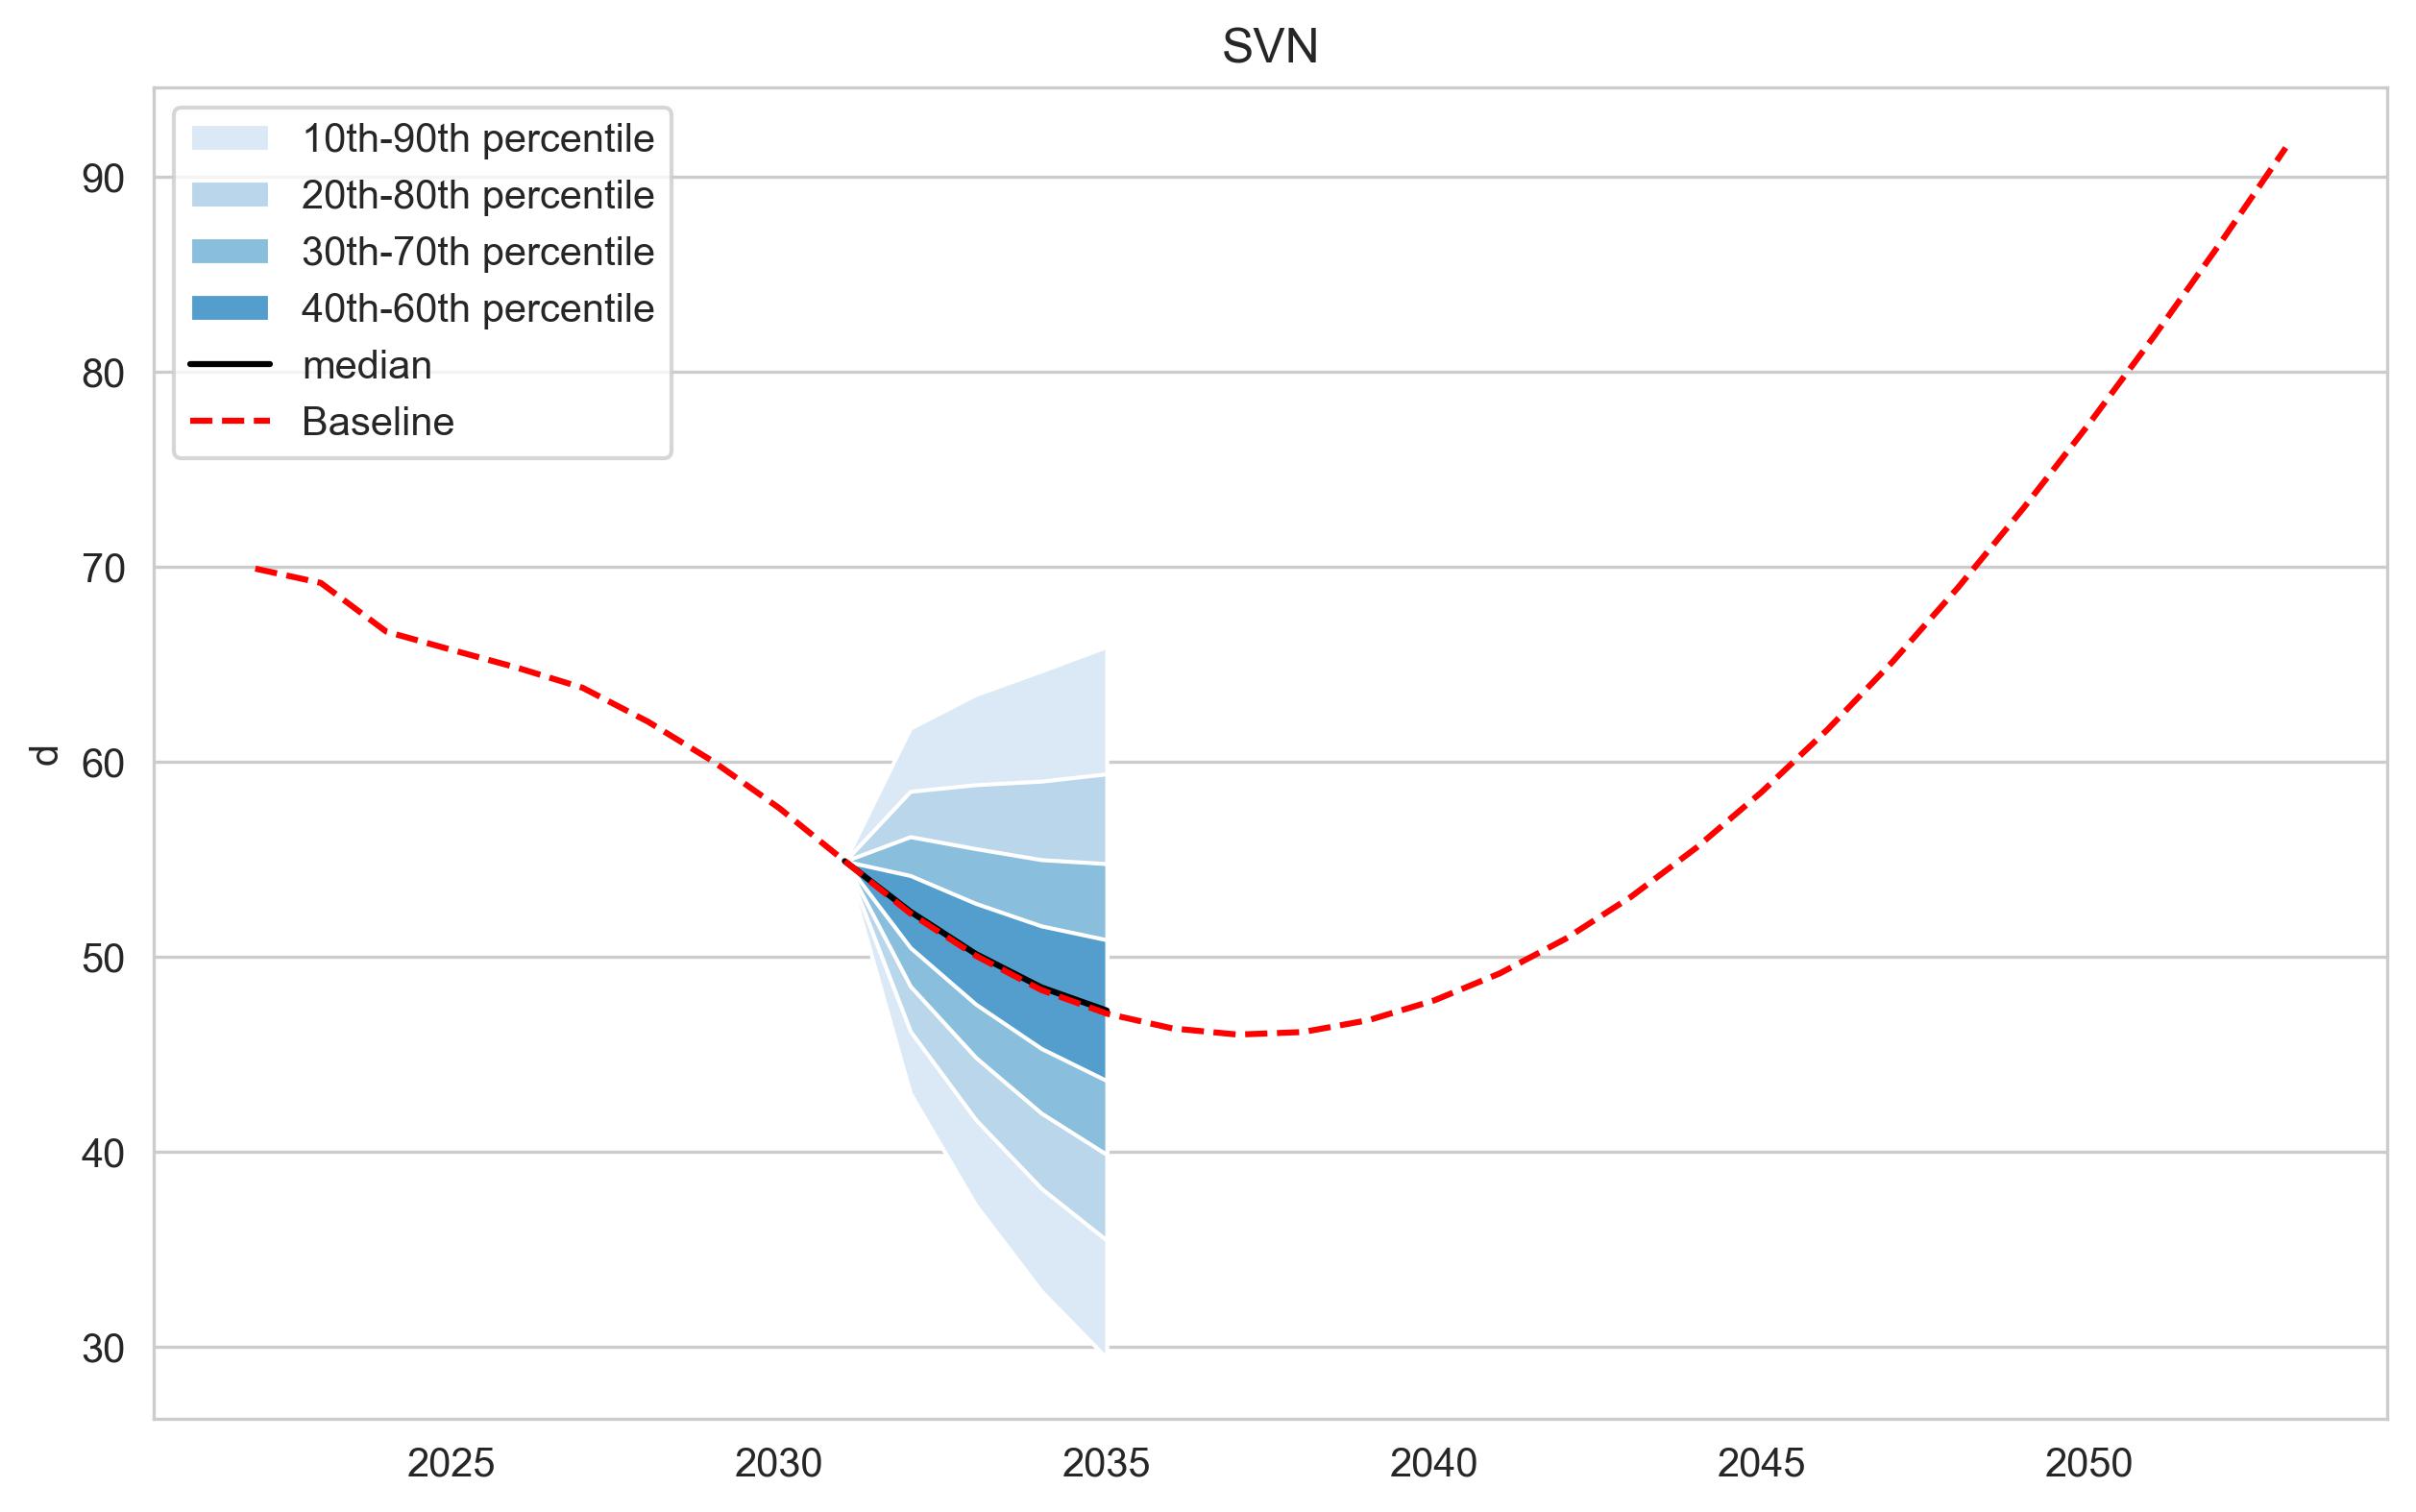 SVN
10th-90th percentile
20th-80th percentile
30th-70th percentile
40th-60th percentile
median
Baseline
d
90
80
70
60
50
40
30
2025 2030 2035 2040 2045 2050